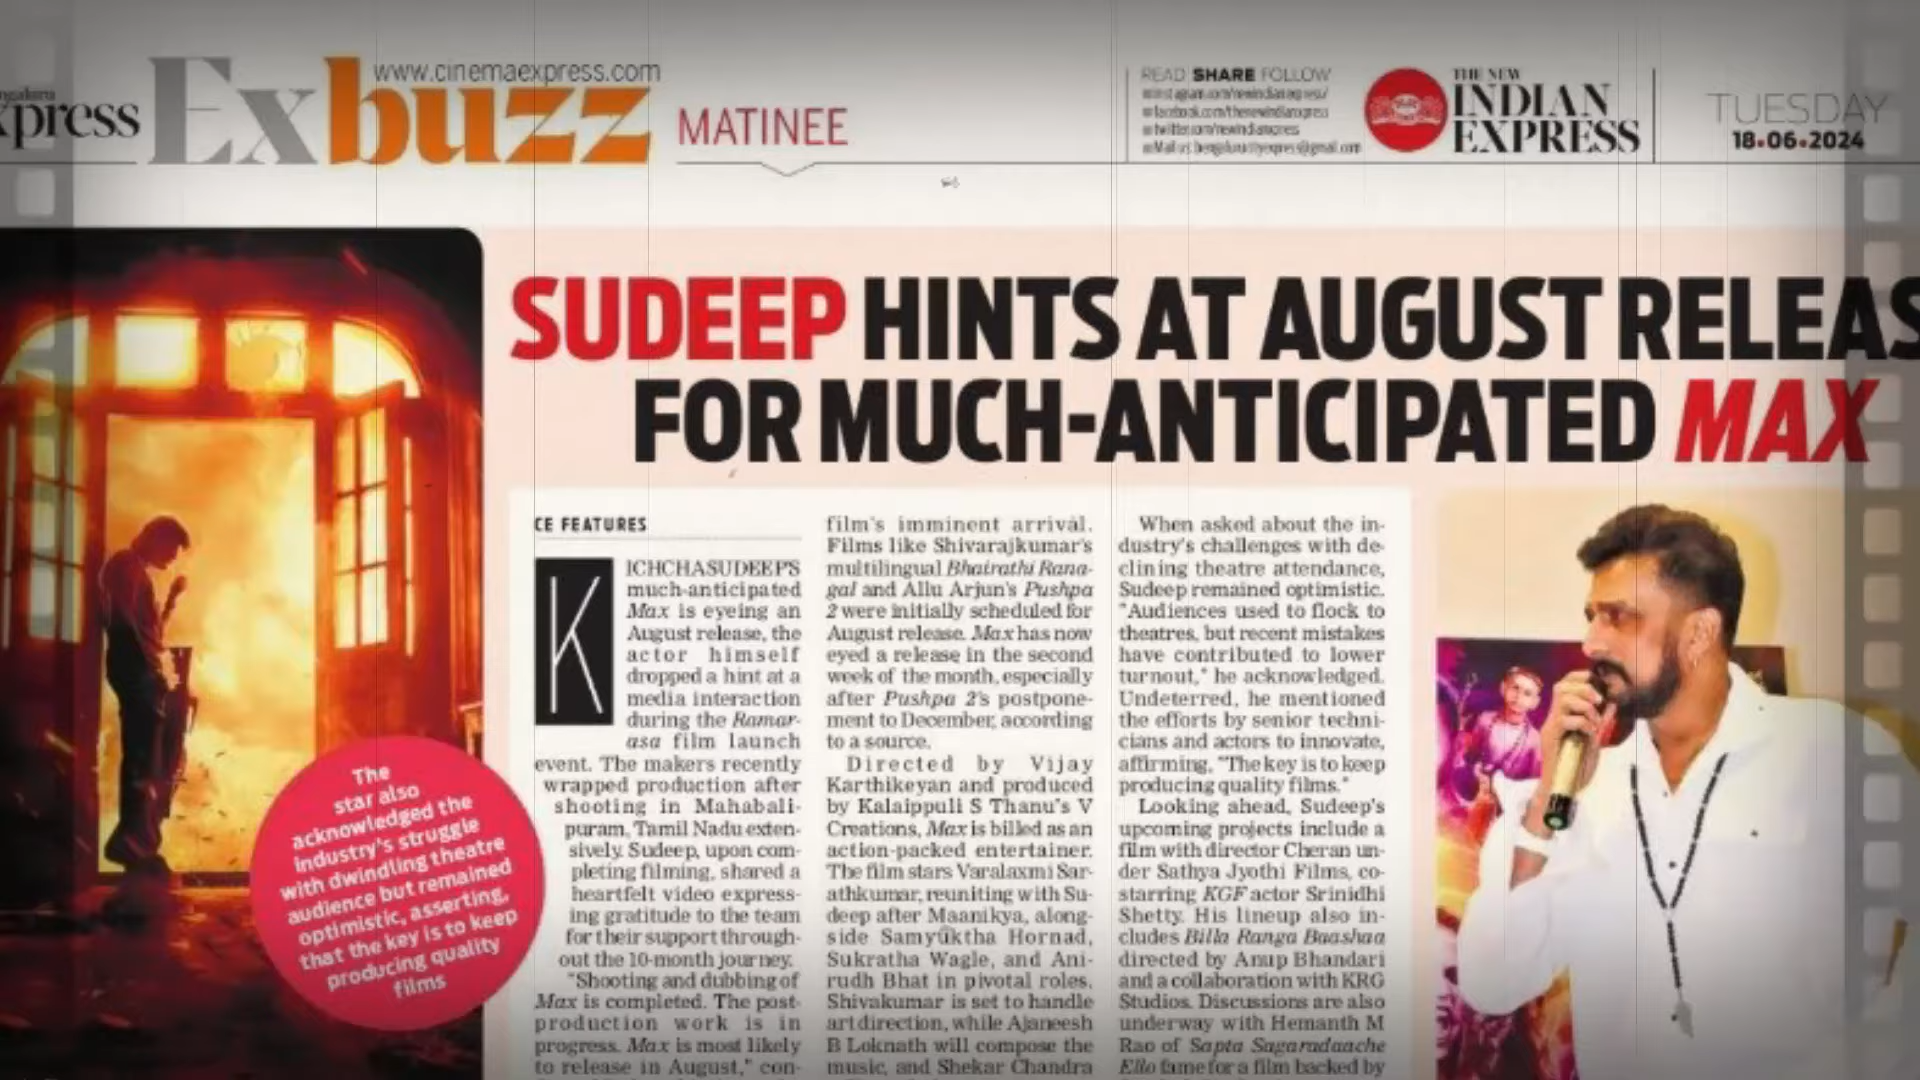 Express
Exbuzz
www.cinemaexpress.com
MATINEE
READ SHARE FOLLOW
THE NEW
INDIAN
EXPRESS
TUESDAY
18•06•2024
SUDEEP HINTS AT AUGUST RELEAS
FOR MUCH-ANTICIPATED MAX
The
star also
acknowledged the
industry's struggle
with dwindling theatre
audience but remained
optimistic, asserting,
that the key is to keep
producing quality
films
CE FEATURES
KICHCHA SUDEEP'S
much-anticipated
Max is eyeing an
August release, the
actor himself
dropped a hint at a
media interaction
during the Ramar-
asa film launch
event. The makers recently
wrapped production after
shooting in Mahabali-
puram, Tamil Nadu exten-
sively. Sudeep, upon com-
pleting filming, shared a
heartfelt video express-
ing gratitude to the team
for their support through-
out the 10-month journey.
"Shooting and dubbing of
Max is completed. The post-
production work is in
progress. Max is most likely
to release in August," con-
film's imminent arrival.
Films like Shivarajkumar's
multilingual Bhairathi Rana-
gal and Allu Arjun's Pushpa
2 were initially scheduled for
August release. Max has now
eyed a release in the second
week of the month, especially
after Pushpa 2's postpone-
ment to December, according
to a source.
Directed by Vijay
Karthikeyan and produced
by Kalaippuli S Thanu's V
Creations, Max is billed as an
action-packed entertainer.
The film stars Varalaxmi Sar-
athkumar, reuniting with Su-
deep after Maanikya, along-
side Samyuktha Hornad,
Sukratha Wagle, and Ani-
rudh Bhat in pivotal roles.
Shivakumar is set to handle
art direction, while Ajaneesh
B Loknath will compose the
music, and Shekar Chandra
When asked about the in-
dustry's challenges with de-
clining theatre attendance,
Sudeep remained optimistic.
"Audiences used to flock to
theatres, but recent mistakes
have contributed to lower
turnout," he acknowledged.
Undeterred, he mentioned
the efforts by senior techni-
cians and actors to innovate,
affirming, "The key is to keep
producing quality films."
Looking ahead, Sudeep's
upcoming projects include a
film with director Cheran un-
der Sathya Jyothi Films, co-
starring KGF actor Srinidhi
Shetty. His lineup also in-
cludes Billa Ranga Baashaa
directed by Anup Bhandari
and a collaboration with KRG
Studios. Discussions are also
underway with Hemanth M
Rao of Sapta Sagaradaache
Ello fame for a film backed by